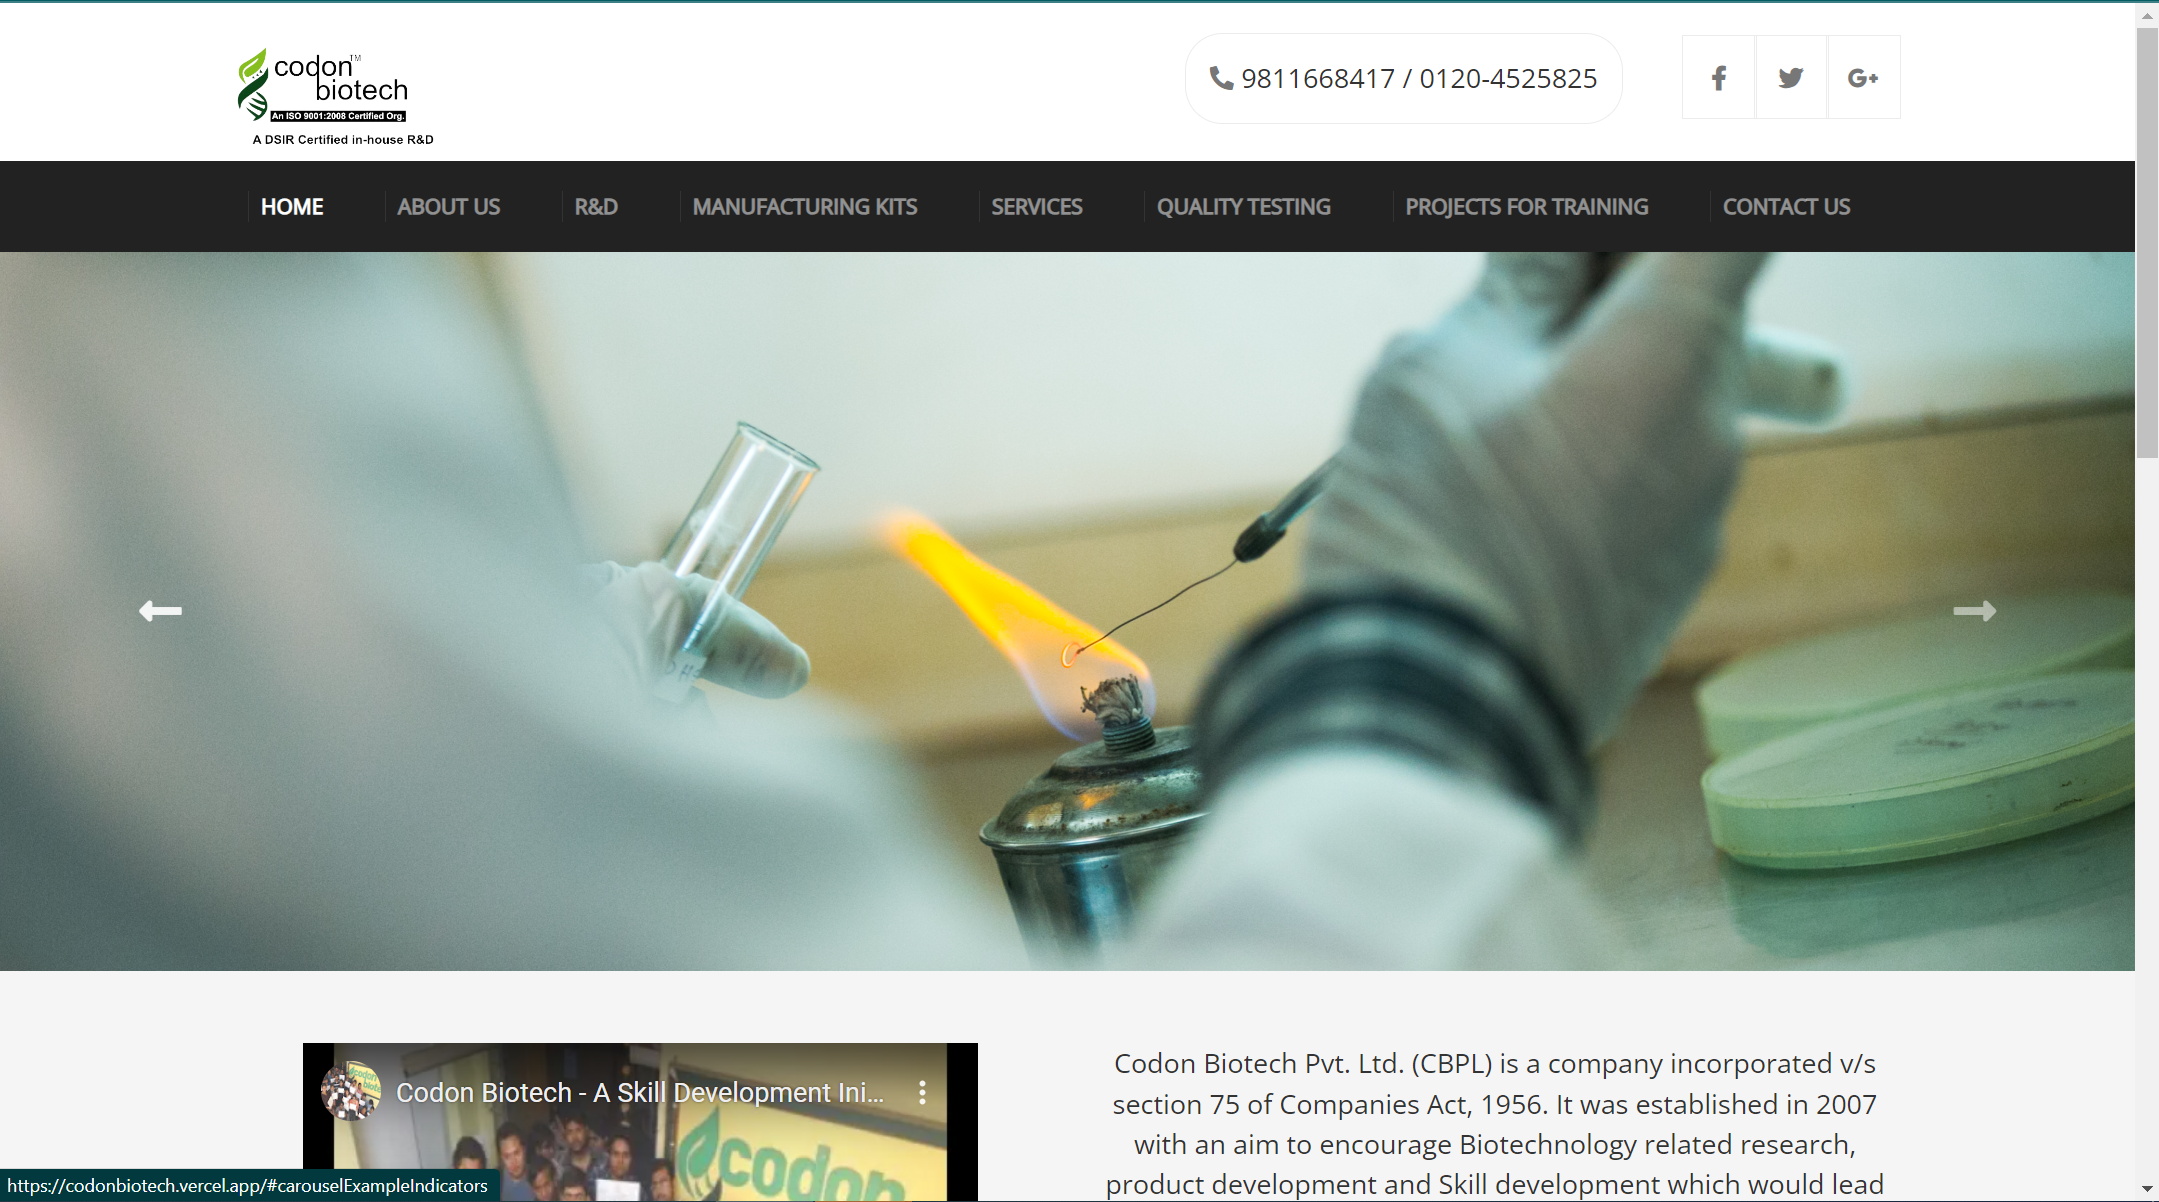 codon™
biotech
An ISO 9001:2008 Certified Org.
A DSIR Certified in-house R&D
9811668417 / 0120-4525825
HOME
ABOUT US
R&D
MANUFACTURING KITS
SERVICES
QUALITY TESTING
PROJECTS FOR TRAINING
CONTACT US
Codon Biotech - A Skill Development Ini...
codon
Codon Biotech Pvt. Ltd. (CBPL) is a company incorporated v/s
section 75 of Companies Act, 1956. It was established in 2007
with an aim to encourage Biotechnology related research,
product development and Skill development which would lead
https://codonbiotech.vercel.app/#carouselExampleIndicators